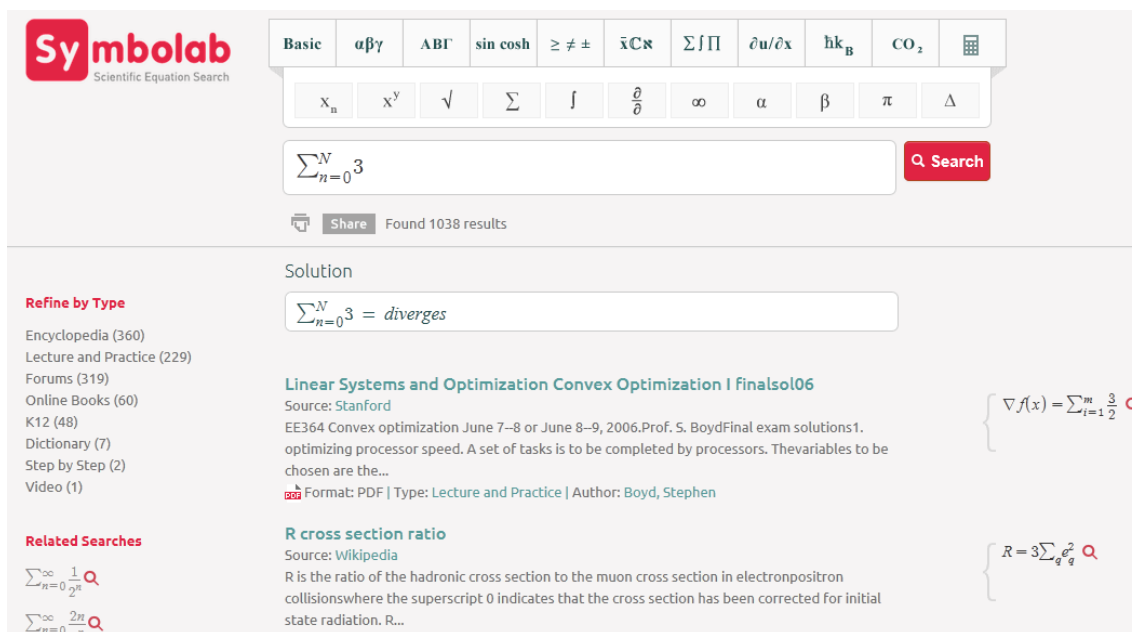 Symbolab
Scientific Equation Search
Basic αβγ ΑΒΓ sin cosh ≥ ≠ ± x̄ℂℵ Σ∫∏ ∂u/∂x ħk_B CO₂
x_n x^y √ ∑ ∫ ∂/∂ ∞ α β π Δ
∑_{n=0}^{N} 3
Search
Share Found 1038 results
Solution
∑_{n=0}^{N} 3 = diverges
Refine by Type
Encyclopedia (360)
Lecture and Practice (229)
Forums (319)
Online Books (60)
K12 (48)
Dictionary (7)
Step by Step (2)
Video (1)
Related Searches
∑_{n=0}^{∞} 1/2^n
Linear Systems and Optimization Convex Optimization I finalsol06
Source: Stanford
EE364 Convex optimization June 7--8 or June 8--9, 2006.Prof. S. BoydFinal exam solutions1.
optimizing processor speed. A set of tasks is to be completed by processors. Thevariables to be
chosen are the...
PDF Format: PDF | Type: Lecture and Practice | Author: Boyd, Stephen
∇f(x) = ∑_{i=1}^{m} 3/2
R cross section ratio
Source: Wikipedia
R is the ratio of the hadronic cross section to the muon cross section in electronpositron
collisionswhere the superscript 0 indicates that the cross section has been corrected for initial
state radiation. R...
R = 3∑_q e_q^2